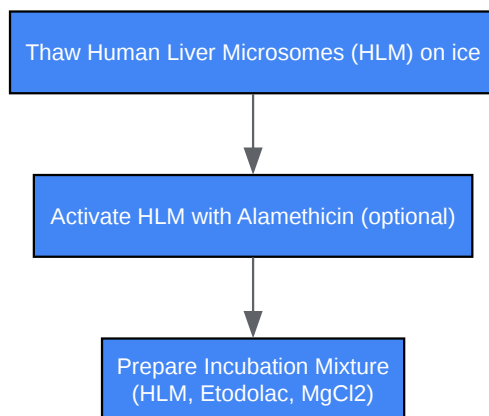 Thaw Human Liver Microsomes (HLM) on ice
Activate HLM with Alamethicin (optional)
Prepare Incubation Mixture
(HLM, Etodolac, MgCl2)